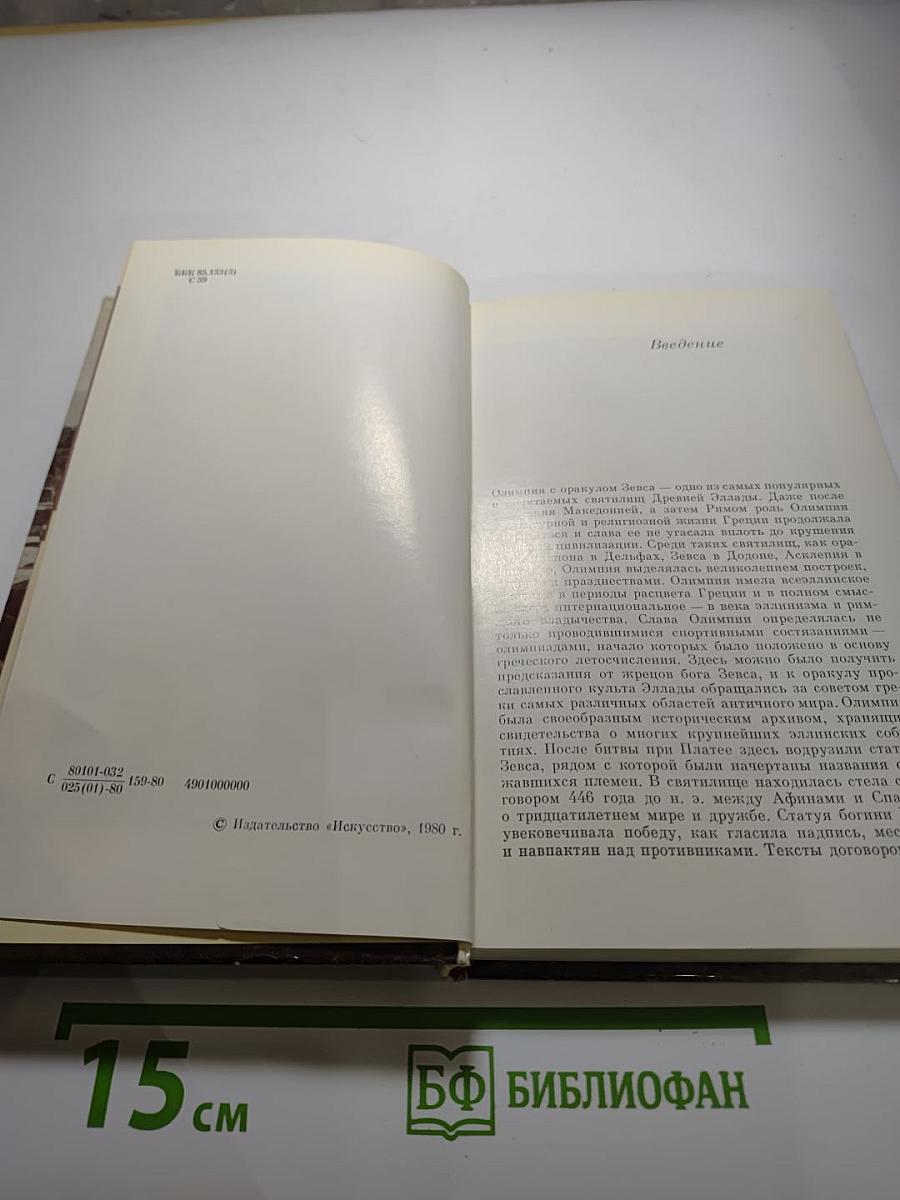 ББК 85.133(3)
С 59
С 80101-032 159-80 4901000000
025(01)-80
© Издательство «Искусство», 1980 г.
Введение
Олимпия с оракулом Зевса — одно из самых популярных
и почитаемых святилищ Древней Эллады. Даже после
Македонией, а затем Римом роль Олимпии
и религиозной жизни Греции продолжала
и слава ее не угасала вплоть до крушения
цивилизации. Среди таких святилищ, как ора-
в Дельфах, Зевса в Додоне, Асклепия в
Олимпия выделялась великолепием построек,
и празднествами. Олимпия имела всеэллинское
в периоды расцвета Греции и в полном смыс-
интернациональное — в века эллинизма и рим-
владычества. Слава Олимпии определялась не
только проводившимися спортивными состязаниями —
олимпиадами, начало которых было положено в основу
греческого летосчисления. Здесь можно было получить
предсказания от жрецов бога Зевса, и к оракулу про-
славленного культа Эллады обращались за советом гре-
ки самых различных областей античного мира. Олимпи
была своеобразным историческим архивом, хранящи
свидетельства о многих крупнейших эллинских соб
тиях. После битвы при Платее здесь водрузили стат
Зевса, рядом с которой были начертаны названия с
жавшихся племен. В святилище находилась стела с
говором 446 года до н. э. между Афинами и Спа
о тридцатилетнем мире и дружбе. Статуя богини
увековечивала победу, как гласила надпись, мес
и навпактян над противниками. Тексты договоро
15 см
БФ БИБЛИОФАН